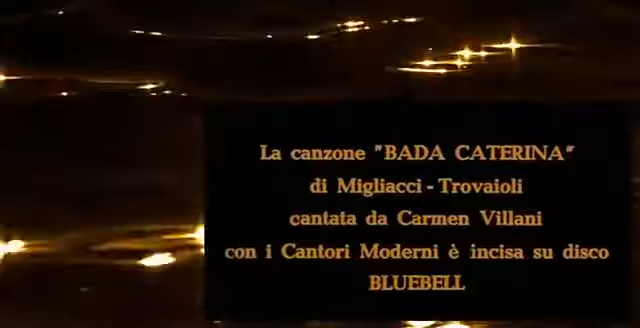 La canzone "BADA CATERINA"
di Migliacci - Trovaioli
cantata da Carmen Villani
con i Cantori Moderni è incisa su disco
BLUEBELL